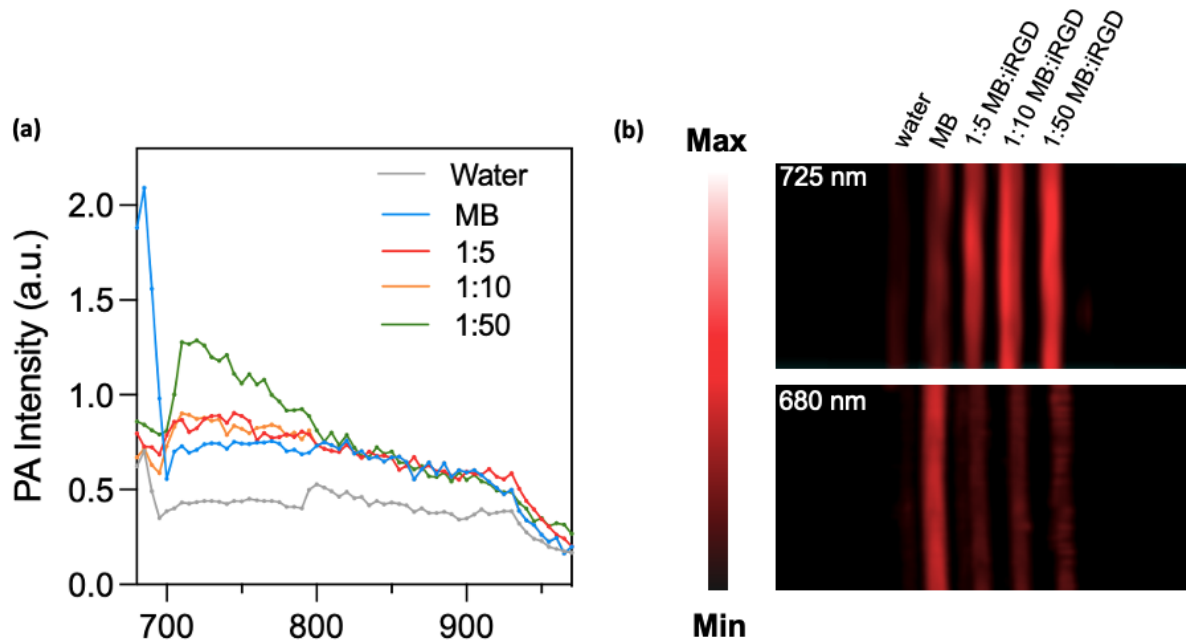 (a)
PA Intensity (a.u.)
2.0
1.5
1.0
0.5
0.0
700
800
900
Water
MB
1:5
1:10
1:50
(b)
Max
Min
water
MB
1:5 MB:iRGD
1:10 MB:iRGD
1:50 MB:iRGD
725 nm
680 nm